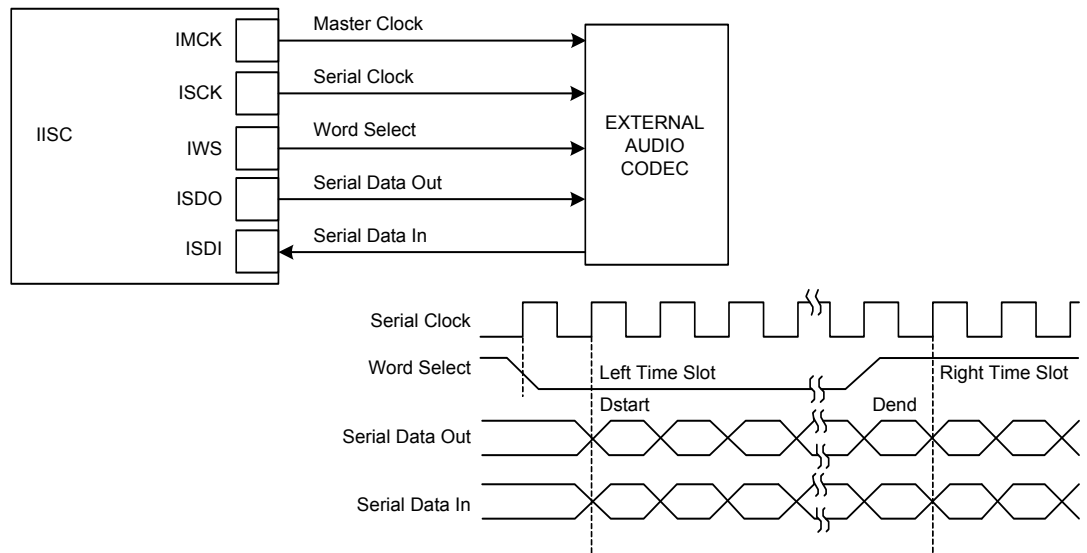 IISC
IMCK
Master Clock
ISCK
Serial Clock
IWS
Word Select
ISDO
Serial Data Out
ISDI
Serial Data In
EXTERNAL
AUDIO
CODEC
Serial Clock
Word Select
Left Time Slot
Right Time Slot
Dstart
Dend
Serial Data Out
Serial Data In